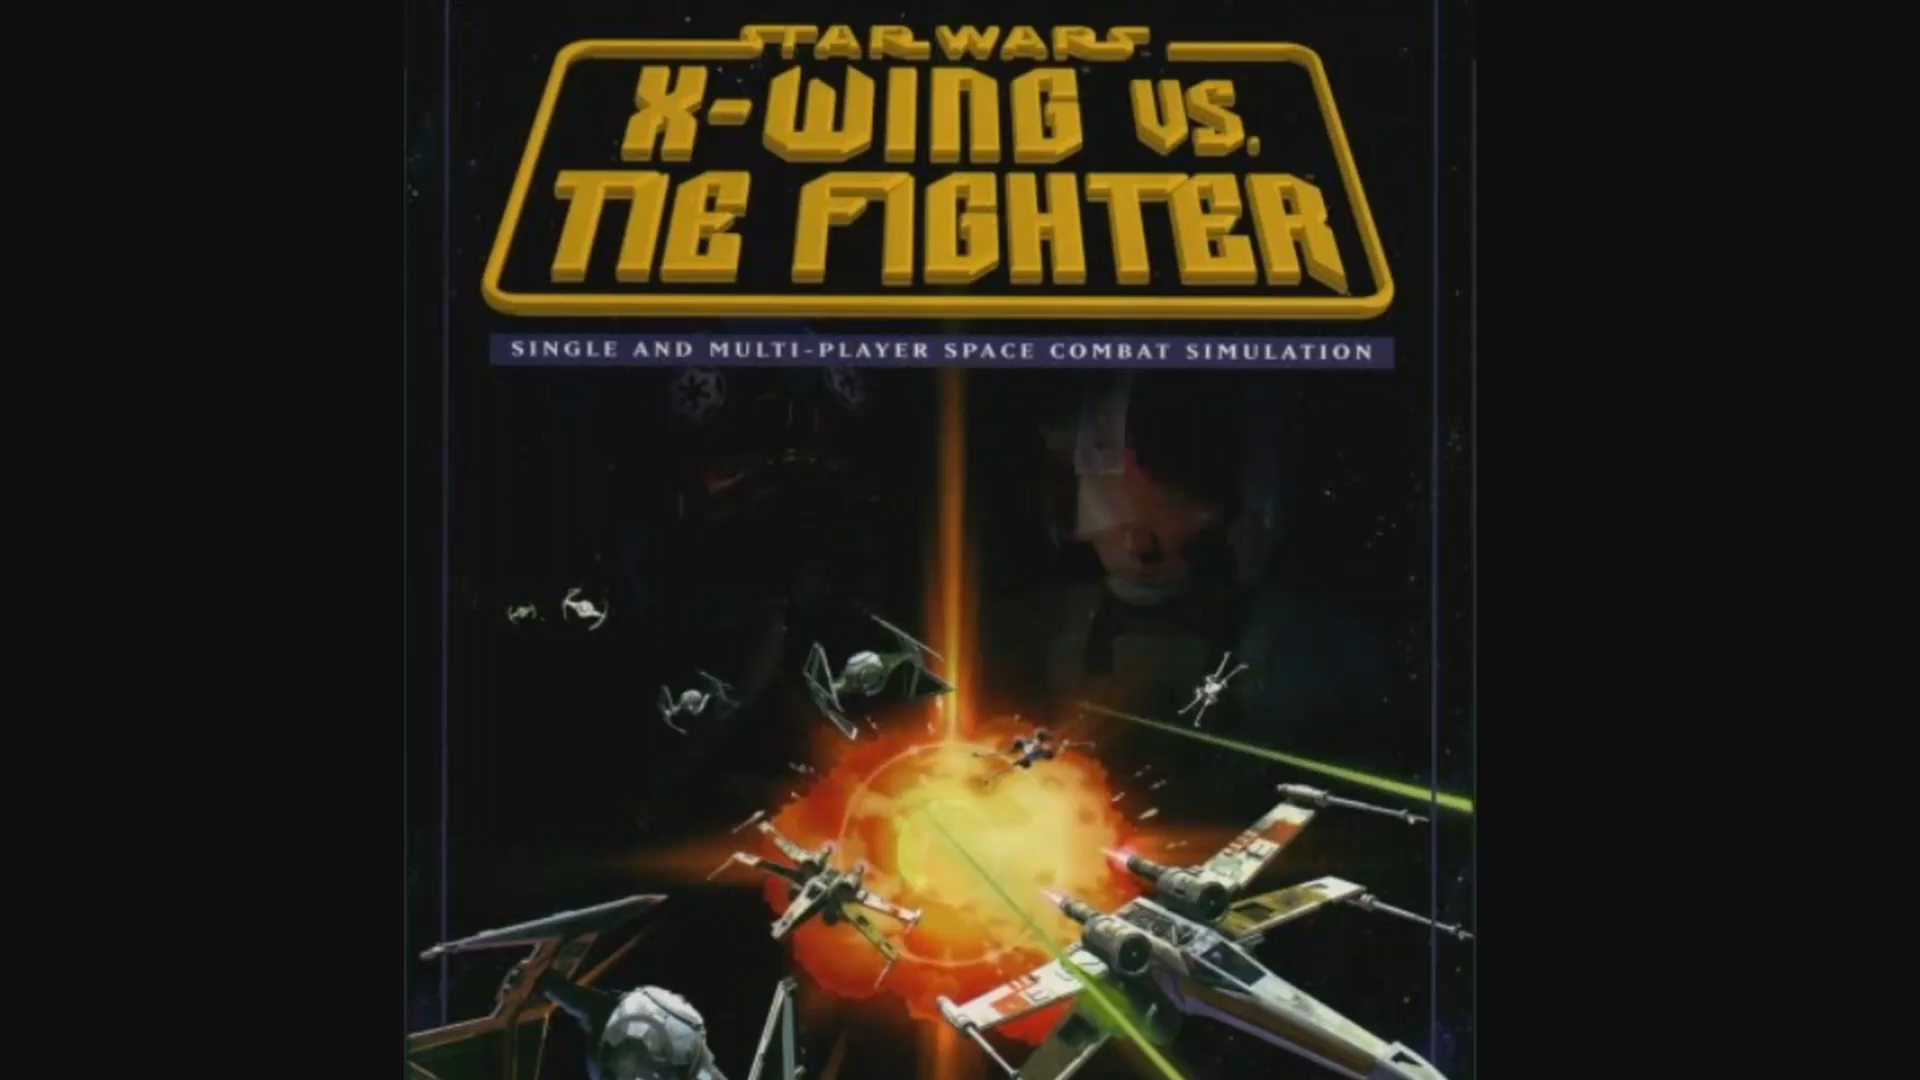 STAR WARS
X-WING VS.
TIE FIGHTER
SINGLE AND MULTI-PLAYER SPACE COMBAT SIMULATION